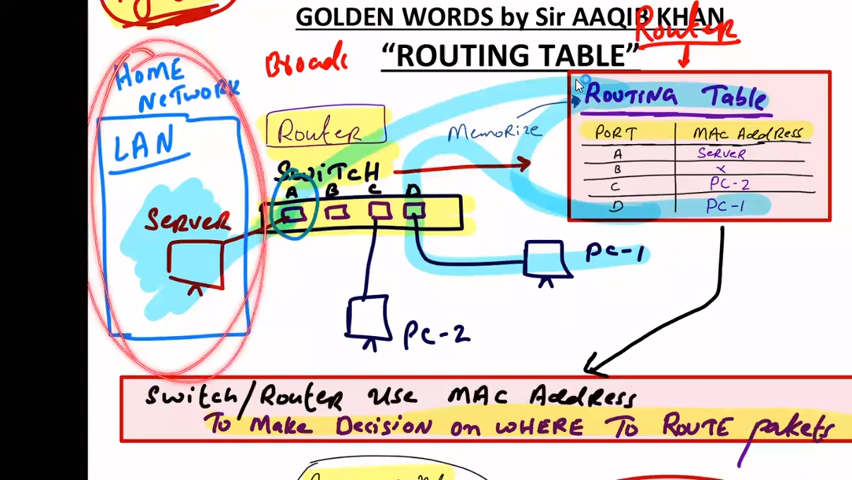 GOLDEN WORDS by Sir AAQIB KHAN
Router
"ROUTING TABLE"
Broadc
HOME
NETWORK
LAN
SERVER
Router
SWITCH
A B C D
Memorize
ROUTING Table
PORT MAC Address
A SERVER
B x
C PC-2
D PC-1
PC-1
PC-2
Switch/Router Use MAC Address
To Make Decision on WHERE To ROUTE packets